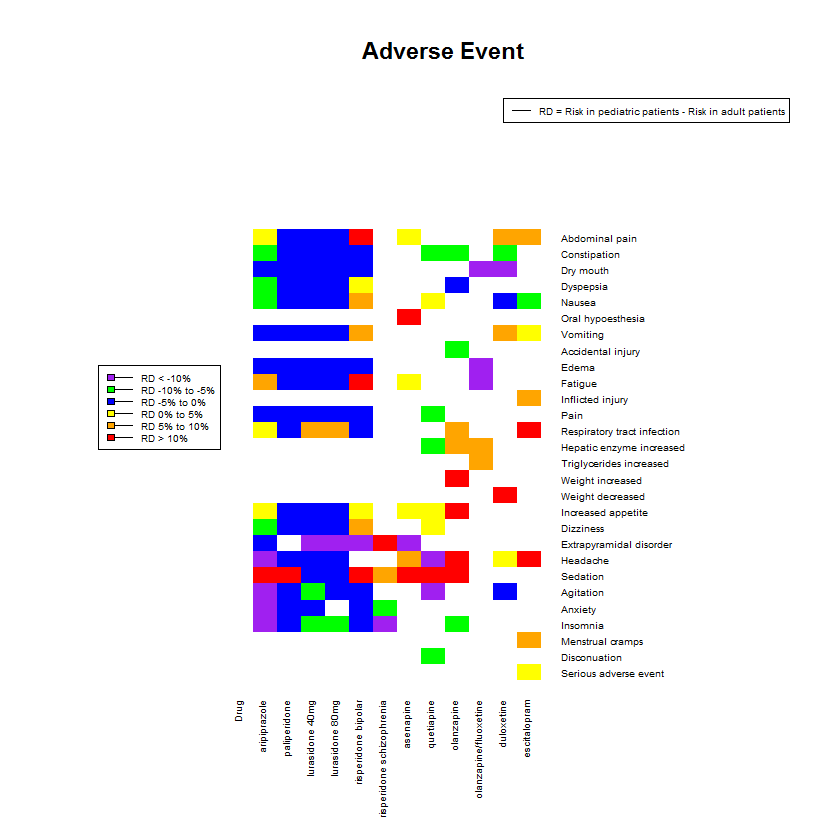 Adverse Event
RD = Risk in pediatric patients - Risk in adult patients
Abdominal pain
Constipation
Dry mouth
Dyspepsia
Nausea
Oral hypoesthesia
Vomiting
Accidental injury
Edema
Fatigue
Inflicted injury
Pain
Respiratory tract infection
Hepatic enzyme increased
Triglycerides increased
Weight increased
Weight decreased
Increased appetite
Dizziness
Extrapyramidal disorder
Headache
Sedation
Agitation
Anxiety
Insomnia
Menstrual cramps
Disconuation
Serious adverse event
RD < -10%
RD -10% to -5%
RD -5% to 0%
RD 0% to 5%
RD 5% to 10%
RD > 10%
Drug
aripiprazole
paliperidone
lurasidone 40mg
lurasidone 80mg
risperidone bipolar
risperidone schizophrenia
asenapine
quetiapine
olanzapine
olanzapine/fluoxetine
duloxetine
escitalopram